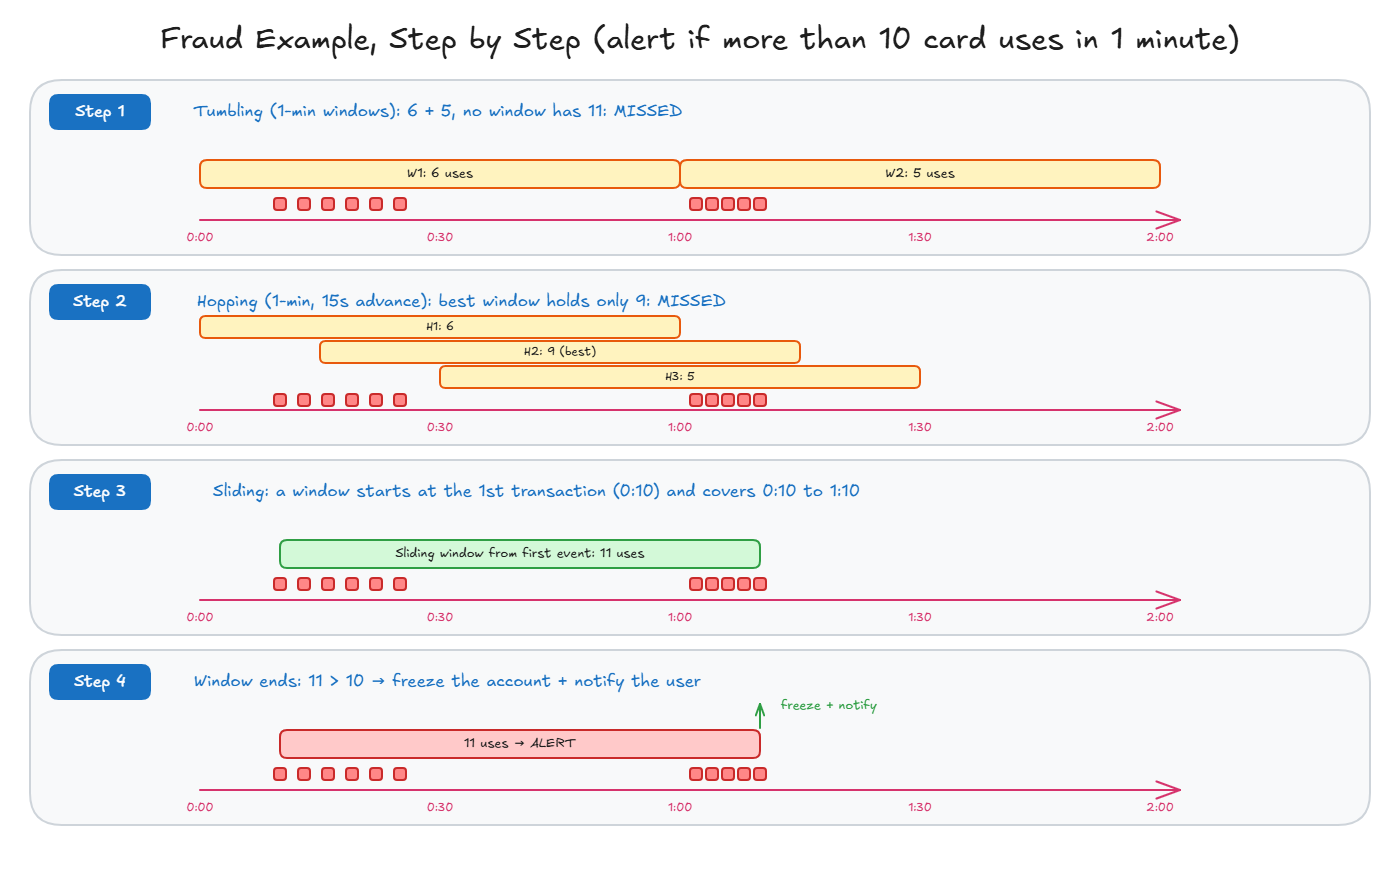 Fraud Example, Step by Step (alert if more than 10 card uses in 1 minute)
Step 1
Tumbling (1-min windows): 6 + 5, no window has 11: MISSED
W1: 6 uses
W2: 5 uses
0:00
0:30
1:00
1:30
2:00
Step 2
Hopping (1-min, 15s advance): best window holds only 9: MISSED
H1: 6
H2: 9 (best)
H3: 5
0:00
0:30
1:00
1:30
2:00
Step 3
Sliding: a window starts at the 1st transaction (0:10) and covers 0:10 to 1:10
Sliding window from first event: 11 uses
0:00
0:30
1:00
1:30
2:00
Step 4
Window ends: 11 > 10 → freeze the account + notify the user
freeze + notify
11 uses → ALERT
0:00
0:30
1:00
1:30
2:00